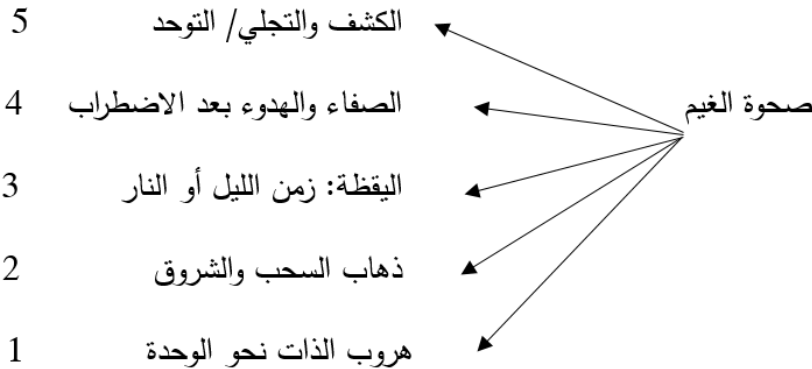 الكشف والتجلي/ التوحد 5
صحوة الغيم
الصفاء والهدوء بعد الاضطراب 4
اليقظة: زمن الليل أو النار 3
ذهاب السحب والشروق 2
هروب الذات نحو الوحدة 1